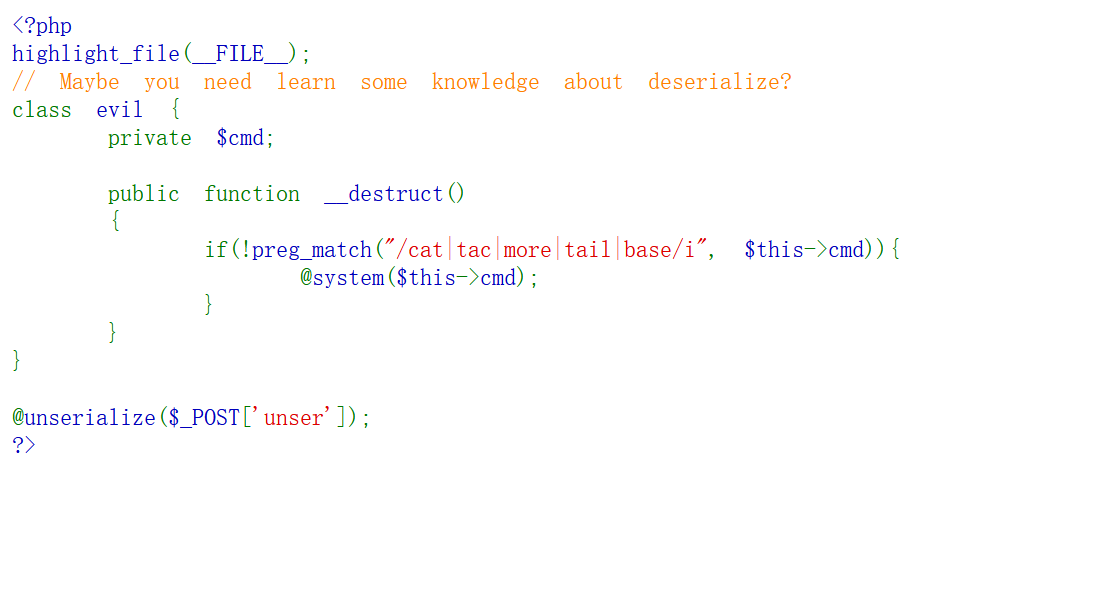 <?php
highlight_file(__FILE__);
// Maybe you need learn some knowledge about deserialize?
class evil {
private $cmd;
public function __destruct()
{
if(!preg_match("/cat|tac|more|tail|base/i", $this->cmd)){
@system($this->cmd);
}
}
}
@unserialize($_POST['unser']);
?>